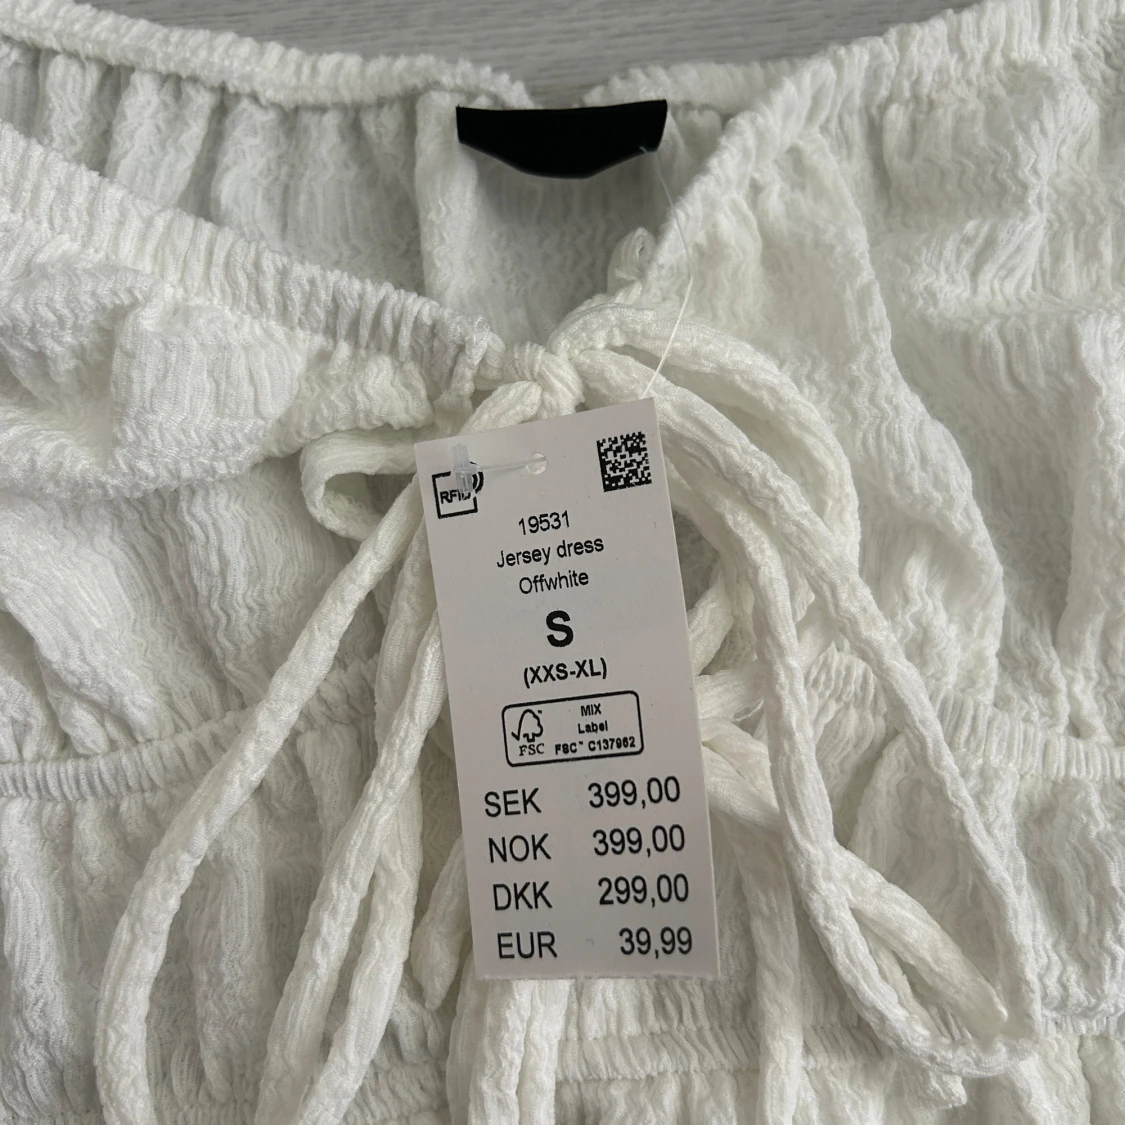 RFID
19531
Jersey dress
Offwhite
S
(XXS-XL)
FSC™
MIX
Label
FSC™ C137962
SEK 399,00
NOK 399,00
DKK 299,00
EUR 39,99